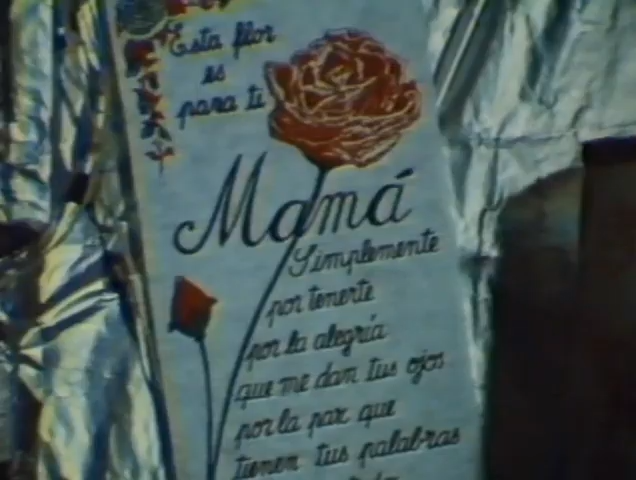 Esta flor
es
para ti
Mamá
Simplemente
por tenerte
por la alegría
que me dan tus ojos
por la paz que
tienen tus palabras